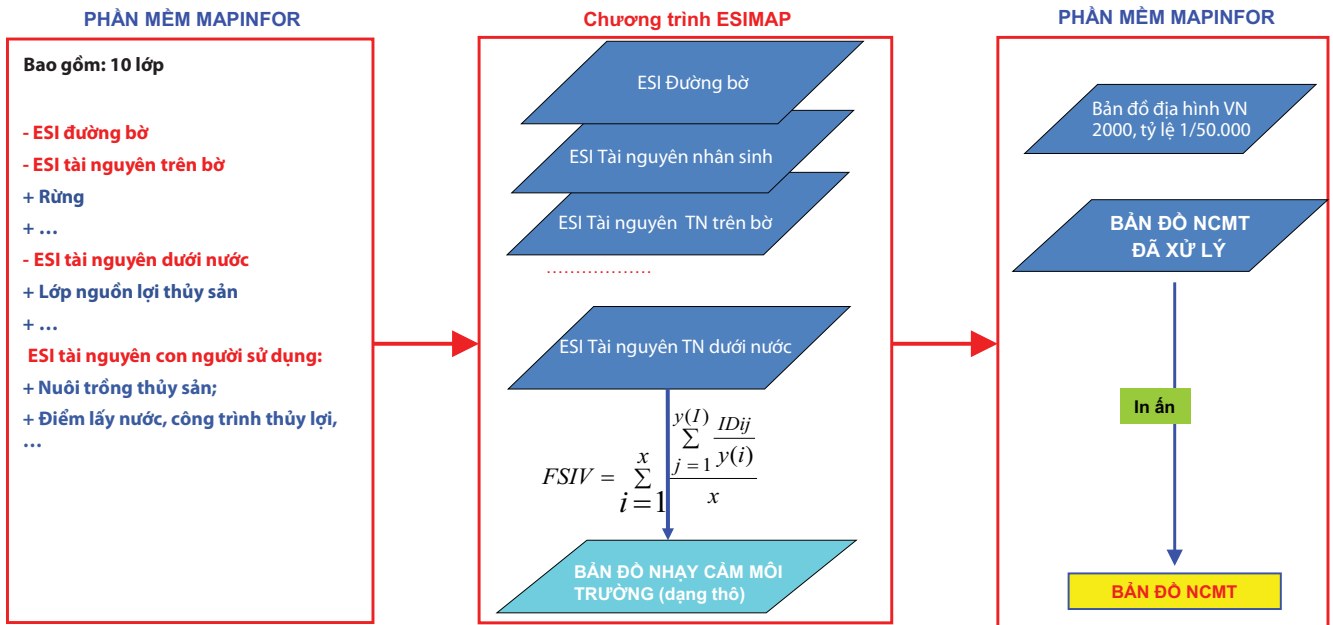 PHẦN MỀM MAPINFOR
Bao gồm: 10 lớp
- ESI đường bờ
- ESI tài nguyên trên bờ
+ Rừng
+ ...
- ESI tài nguyên dưới nước
+ Lớp nguồn lợi thủy sản
+ ...
ESI tài nguyên con người sử dụng:
+ Nuôi trồng thủy sản;
+ Điểm lấy nước, công trình thủy lợi,
...
Chương trình ESIMAP
ESI Đường bờ
ESI Tài nguyên nhân sinh
ESI Tài nguyên TN trên bờ
..................
ESI Tài nguyên TN dưới nước
FSIV = x ∑ i = 1 y(I) ∑ j = 1 IDij y(i) x
BẢN ĐỒ NHẠY CẢM MÔI
TRƯỜNG (dạng thô)
PHẦN MỀM MAPINFOR
Bản đồ địa hình VN
2000, tỷ lệ 1/50.000
BẢN ĐỒ NCMT
ĐÃ XỬ LÝ
In ấn
BẢN ĐỒ NCMT